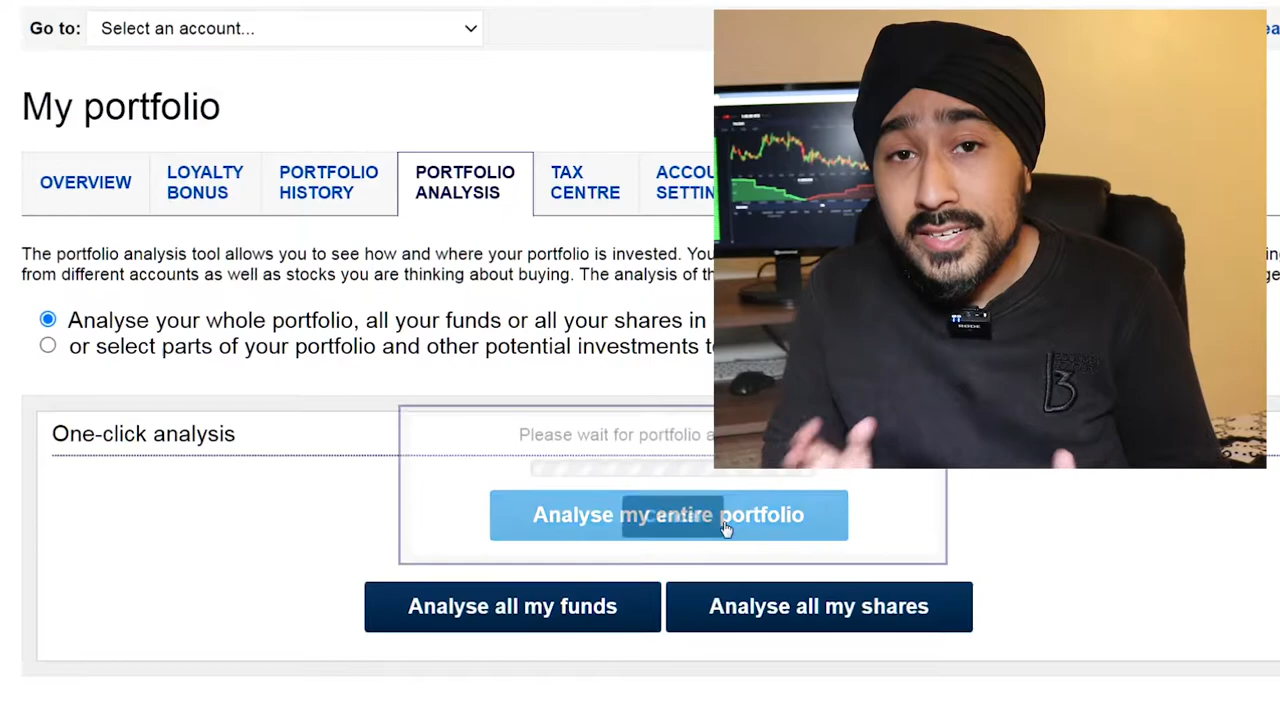 Go to: Select an account...
My portfolio
OVERVIEW
LOYALTY
BONUS
PORTFOLIO
HISTORY
PORTFOLIO
ANALYSIS
TAX
CENTRE
ACCOU
SETTIN
The portfolio analysis tool allows you to see how and where your portfolio is invested. You
from different accounts as well as stocks you are thinking about buying. The analysis of th
Analyse your whole portfolio, all your funds or all your shares in
or select parts of your portfolio and other potential investments t
One-click analysis
Please wait for portfolio a
Analyse my entire portfolio
Analyse all my funds
Analyse all my shares
RODE